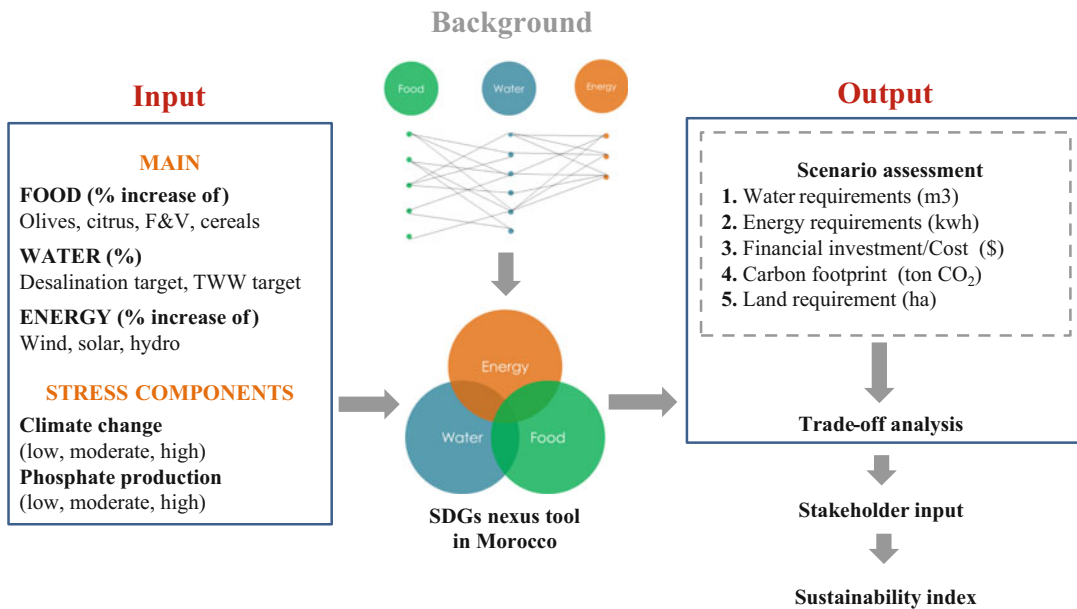 Background
Food
Water
Energy
Input
MAIN
FOOD (% increase of)
Olives, citrus, F&V, cereals
WATER (%)
Desalination target, TWW target
ENERGY (% increase of)
Wind, solar, hydro
STRESS COMPONENTS
Climate change
(low, moderate, high)
Phosphate production
(low, moderate, high)
Energy
Water
Food
SDGs nexus tool
in Morocco
Output
Scenario assessment
1. Water requirements (m3)
2. Energy requirements (kwh)
3. Financial investment/Cost ($)
4. Carbon footprint (ton CO₂)
5. Land requirement (ha)
Trade-off analysis
Stakeholder input
Sustainability index